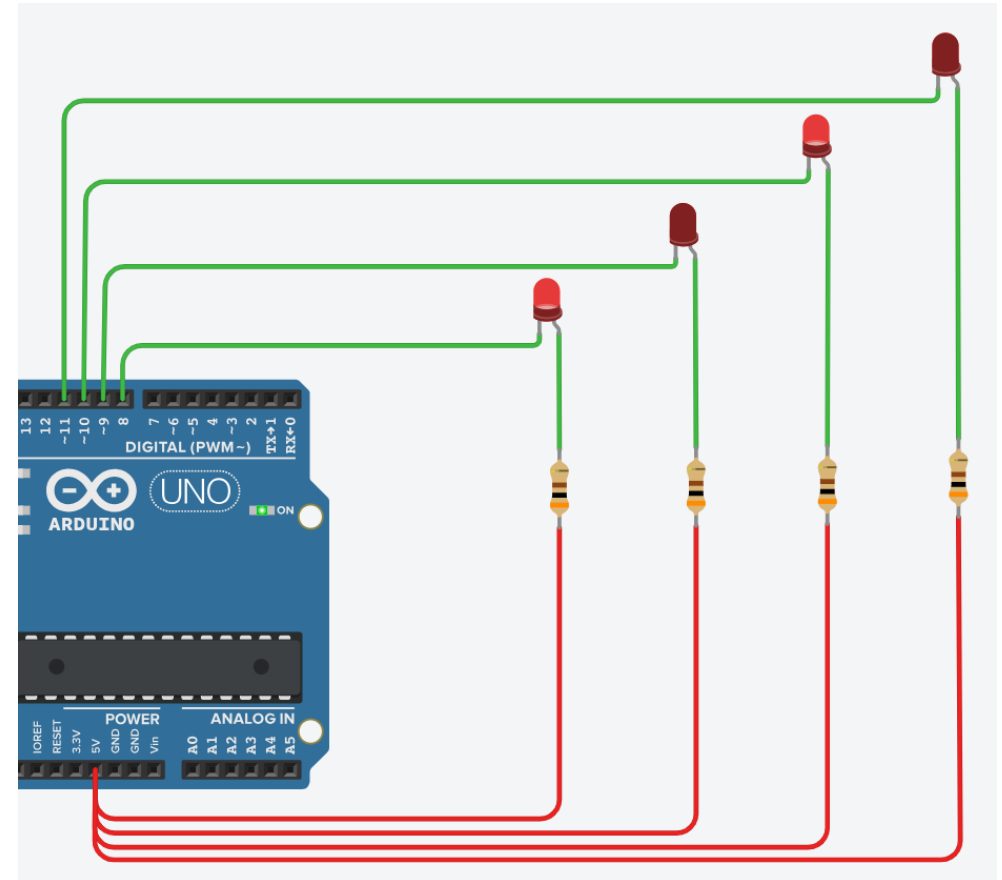 13
12
~11
~10
~9
8
7
~6
~5
4
~3
2
TX→1
RX←0
DIGITAL (PWM~)
UNO
ON
ARDUINO
POWER
ANALOG IN
IOREF
RESET
3.3V
5V
GND
GND
Vin
A0
A1
A2
A3
A4
A5